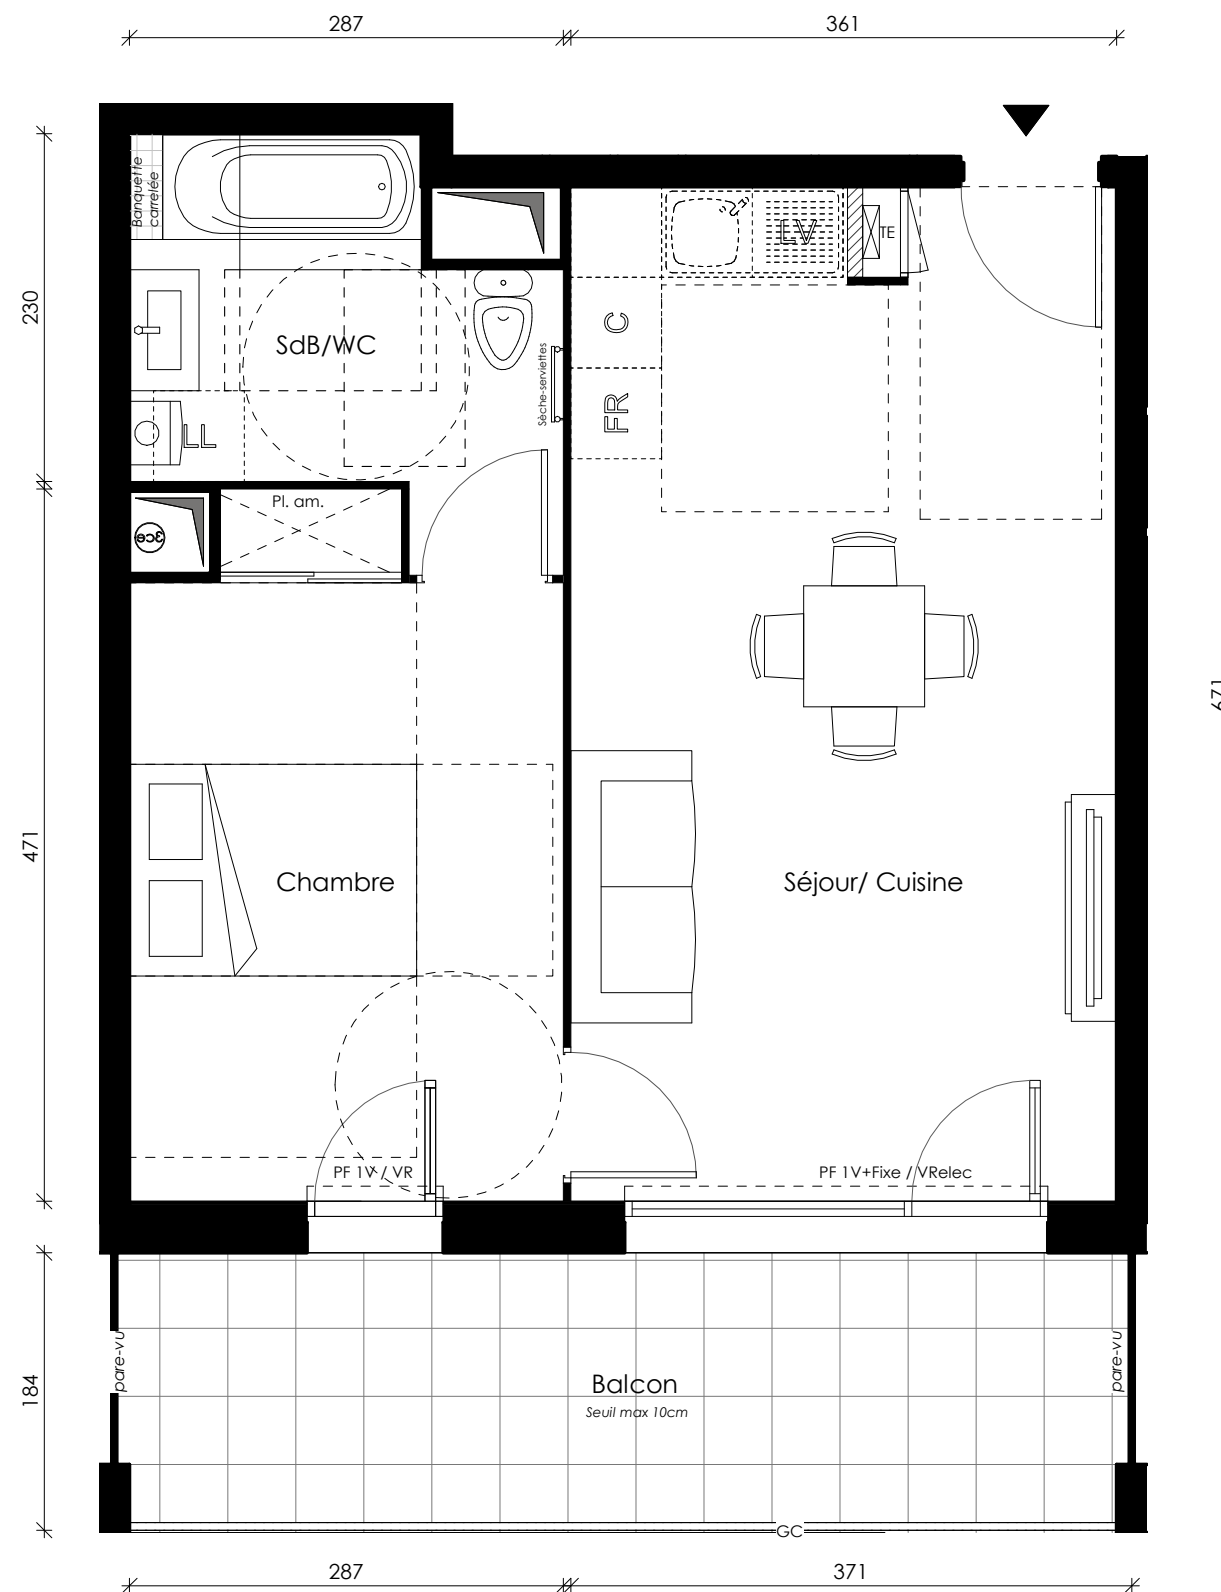 287
361
Banquette
carrelée
LV
TE
230
C
SdB/WC
Sèche-serviettes
FR
LL
Pl. am.
3ce
671
471
Chambre
Séjour/ Cuisine
PF 1V / VR
PF 1V+Fixe / VRelec
pare-vu
pare-vu
184
Balcon
Seuil max 10cm
GC
287
371